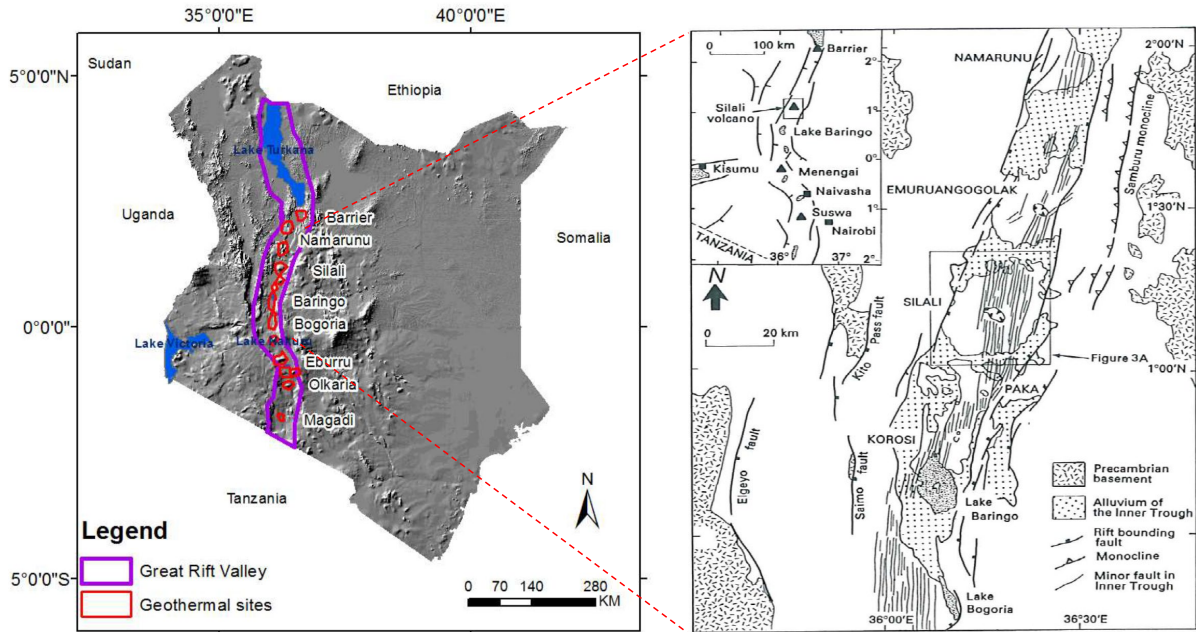 35°0'0"E
40°0'0"E
5°0'0"N
0°0'0"
5°0'0"S
Sudan
Ethiopia
Lake Turkana
Uganda
Somalia
Barrier
Namarunu
Silali
Baringo
Bogoria
Lake Victoria
Lake Nakuru
Eburru
Olkaria
Magadi
Tanzania
N
Legend
Great Rift Valley
Geothermal sites
0 70 140 280
KM
0 100 km
Barrier
2°
Silali
volcano
1°
Lake Baringo
0°
Kisumu
Menengai
Naivasha
Suswa
1°
Nairobi
TANZANIA
36°
37°
2°
N
0 20 km
NAMARUNU
2°00'N
Samburu monocline
EMURUANGOGOLAK
1°30'N
SILALI
Kito Pass fault
Figure 3A
1°00'N
PAKA
KOROSI
Elgeyo fault
Saimo fault
Lake
Baringo
Lake
Bogoria
Precambrian
basement
Alluvium of
the Inner Trough
Rift bounding
fault
Monocline
Minor fault in
Inner Trough
36°00'E
36°30'E